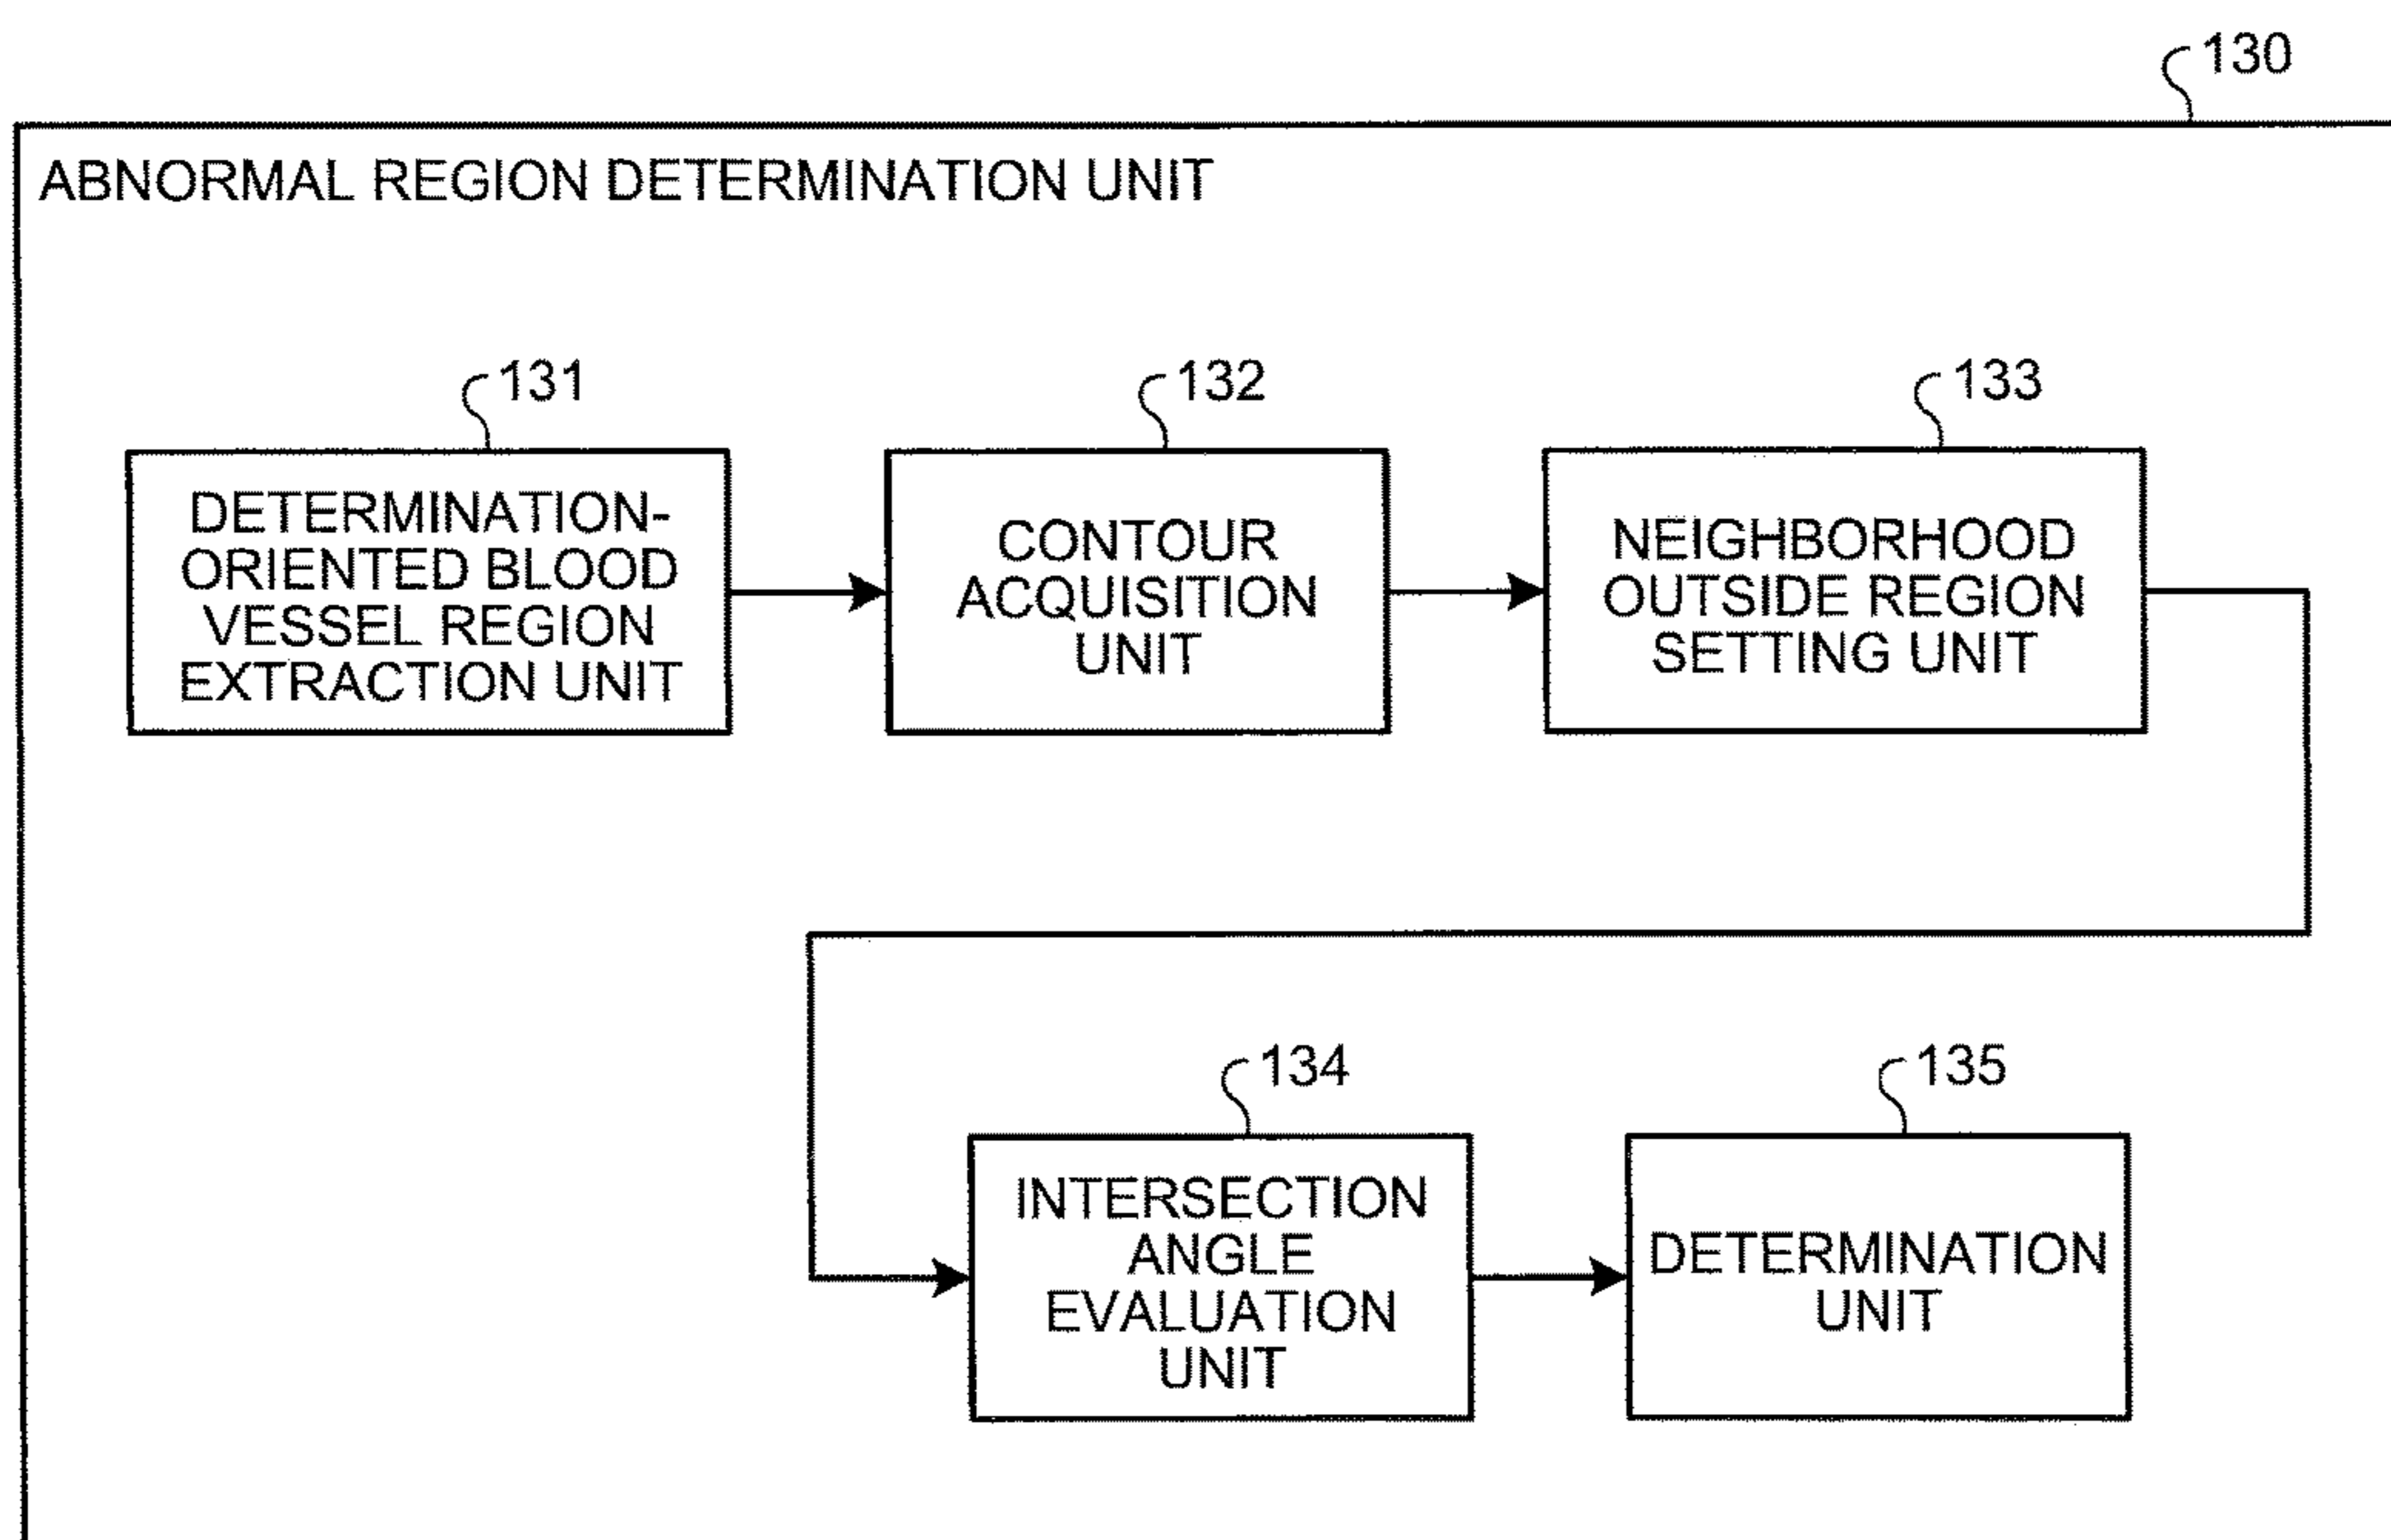 130
ABNORMAL REGION DETERMINATION UNIT
131
132
133
DETERMINATION-
ORIENTED BLOOD
VESSEL REGION
EXTRACTION UNIT
CONTOUR
ACQUISITION
UNIT
NEIGHBORHOOD
OUTSIDE REGION
SETTING UNIT
134
135
INTERSECTION
ANGLE
EVALUATION
UNIT
DETERMINATION
UNIT